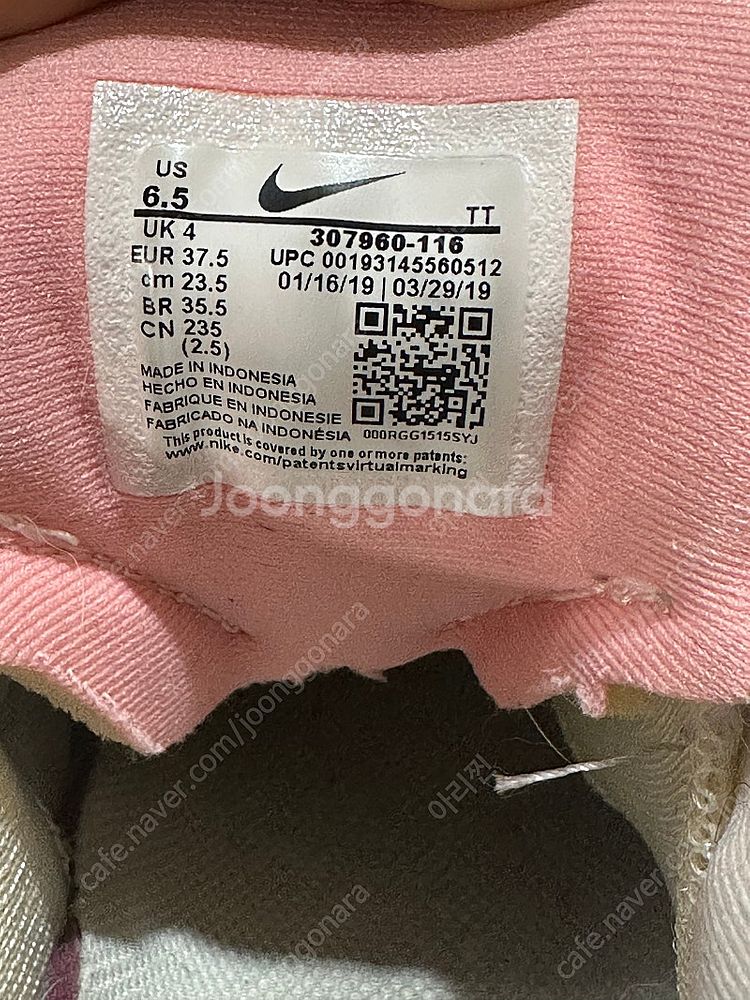 US
6.5
TT
UK 4
307960-116
EUR 37.5
UPC 00193145560512
cm 23.5
01/16/19 | 03/29/19
BR 35.5
CN 235
(2.5)
MADE IN INDONESIA
HECHO EN INDONESIA
FABRIQUE EN INDONESIE
FABRICADO NA INDONÉSIA
000RGG1515SYJ
This product is covered by one or more patents:
www.nike.com/patentsvirtualmarking
Joonggonara
cafe.naver.com/joonggonara
아리찐
cafe.naver.com